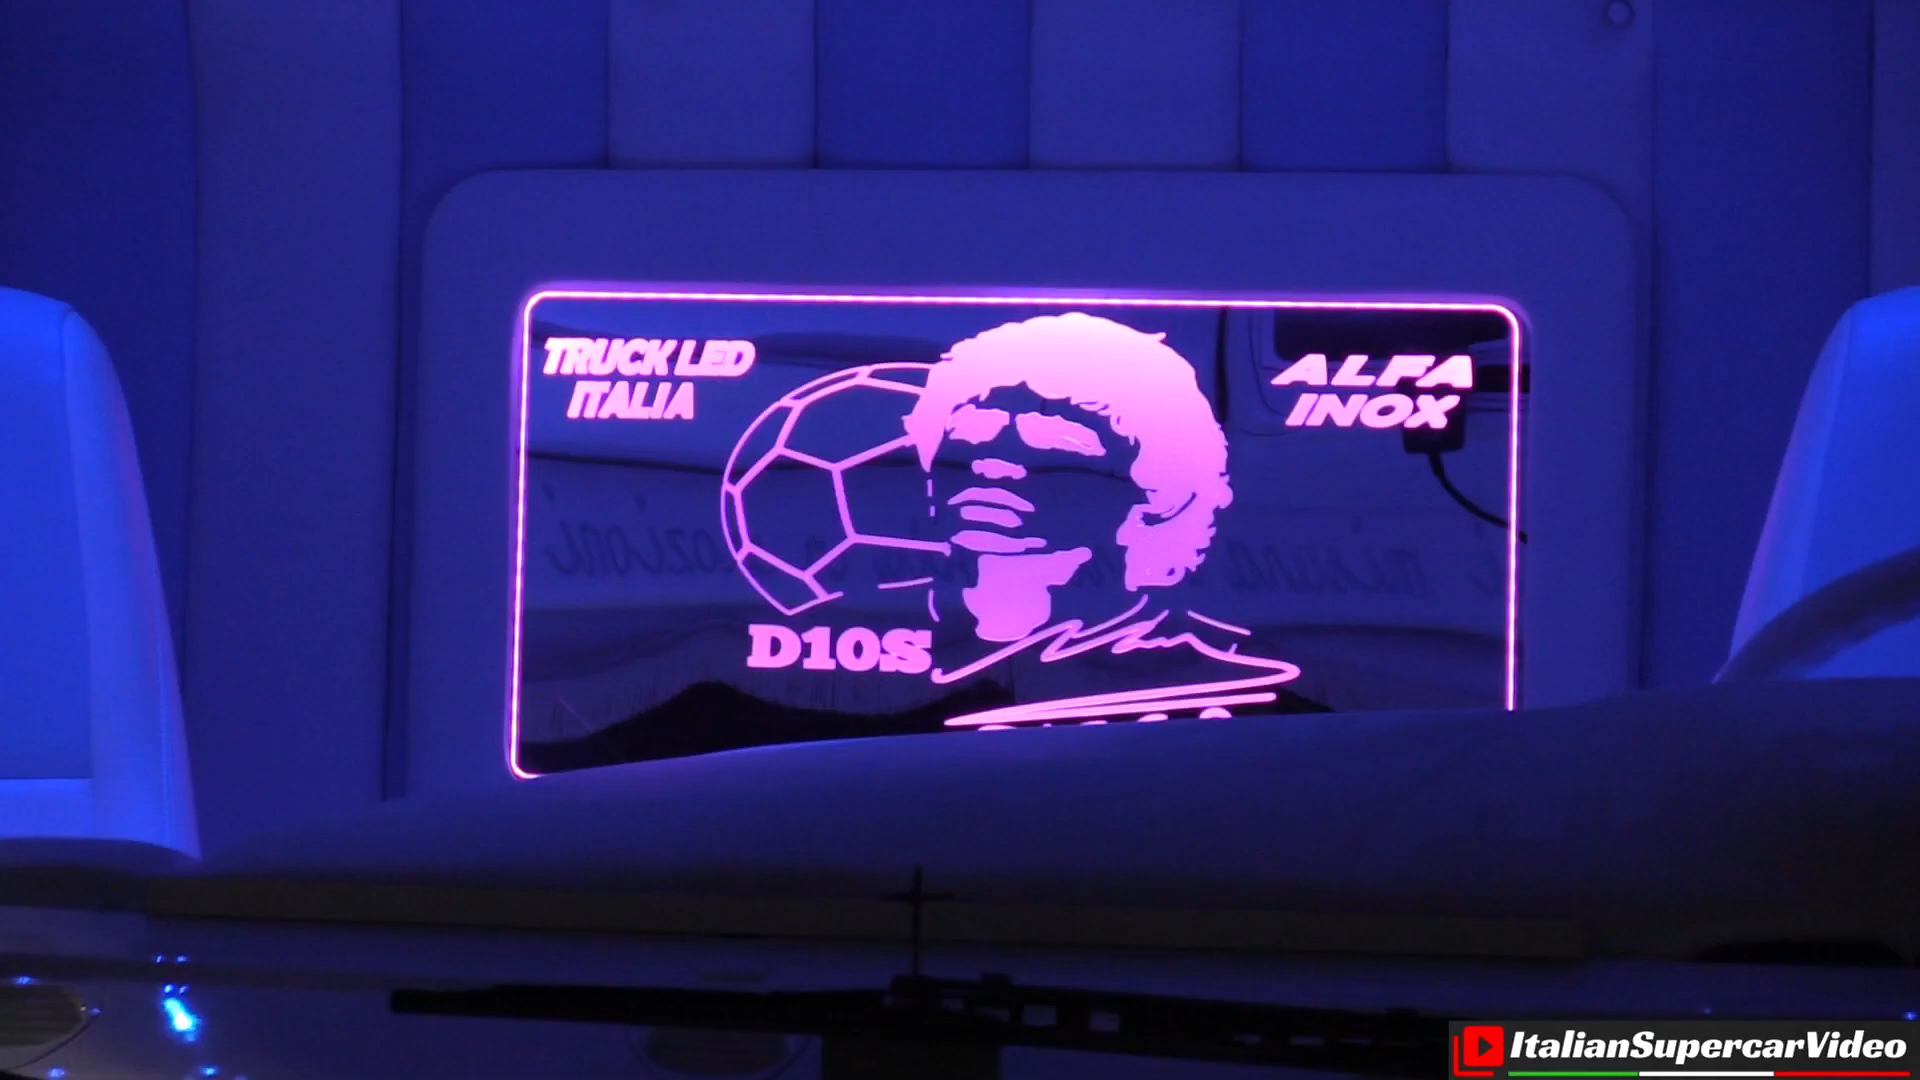 TRUCK LED
ITALIA
ALFA
INOX
D10S
ItalianSupercarVideo